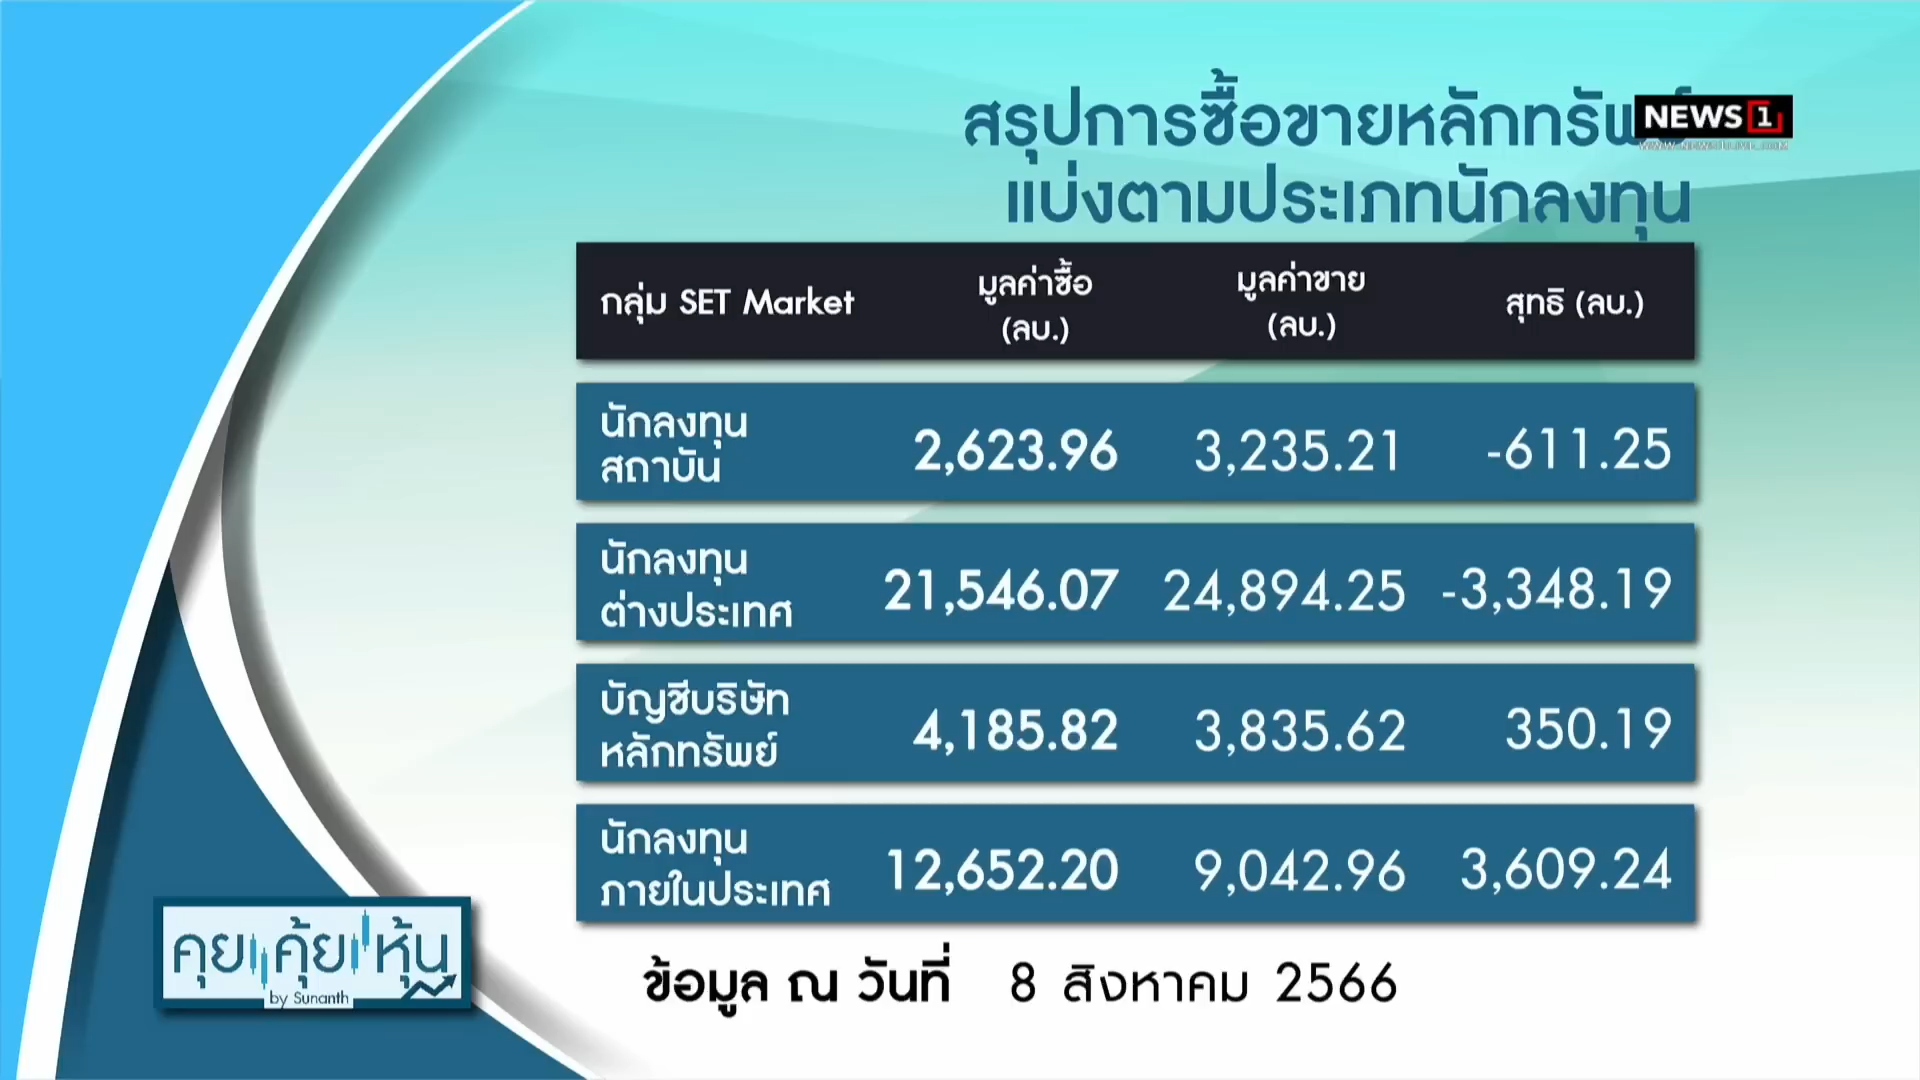 สรุปการซื้อขายหลักทรัพย์
NEWS 1
แบ่งตามประเภทนักลงทุน
กลุ่ม SET Market
มูลค่าซื้อ
(ลบ.)
มูลค่าขาย
(ลบ.)
สุทธิ (ลบ.)
นักลงทุน
สถาบัน
2,623.96
3,235.21
-611.25
นักลงทุน
ต่างประเทศ
21,546.07
24,894.25
-3,348.19
บัญชีบริษัท
หลักทรัพย์
4,185.82
3,835.62
350.19
นักลงทุน
ภายในประเทศ
12,652.20
9,042.96
3,609.24
คุย คุ้ย หุ้น
by Sunanth
ข้อมูล ณ วันที่ 8 สิงหาคม 2566